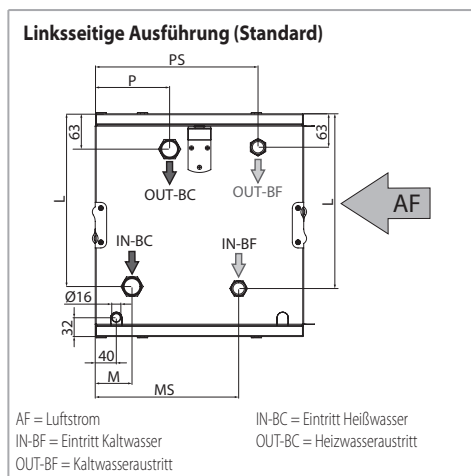 Linksseitige Ausführung (Standard)
PS
P
63
63
L
L
OUT-BC
OUT-BF
AF
IN-BC
IN-BF
Ø16
32
40
M
MS
AF = Luftstrom
IN-BF = Eintritt Kaltwasser
OUT-BF = Kaltwasseraustritt
IN-BC = Eintritt Heißwasser
OUT-BC = Heizwasseraustritt